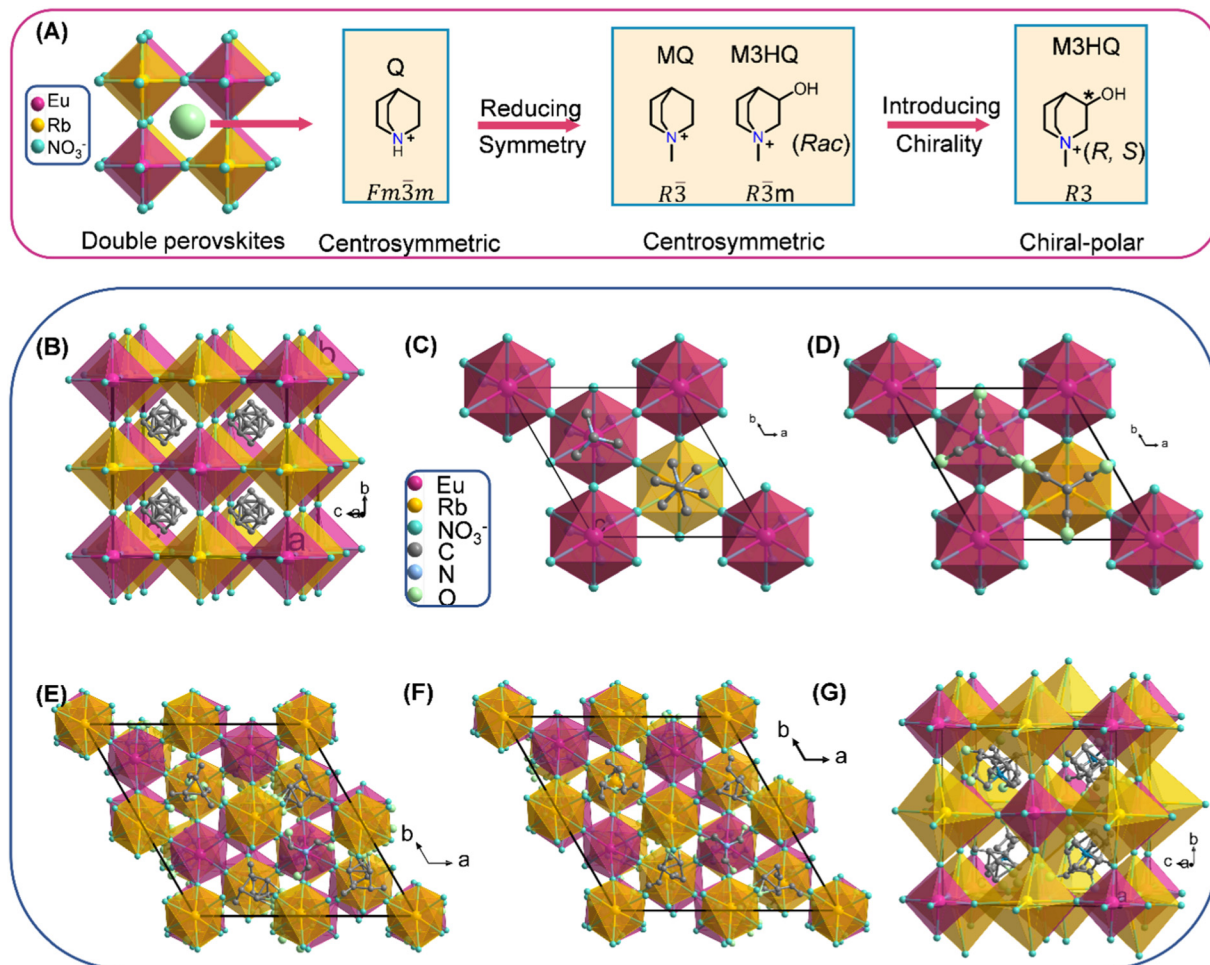 (A)
Eu
Rb
NO₃⁻
Double perovskites
Q
N⁺
H
Fm3̅m
Centrosymmetric
Reducing
Symmetry
MQ
M3HQ
N⁺
OH
N
+
(Rac)
R3̅
R3̅m
Centrosymmetric
Introducing
Chirality
M3HQ
*
OH
N⁺(R, S)
R3
Chiral-polar
(B)
b
a
c a
b
(C)
b
a
c
(D)
b
a
Eu
Rb
NO₃⁻
C
N
O
(E)
b
a
(F)
b
a
(G)
b
c a
a